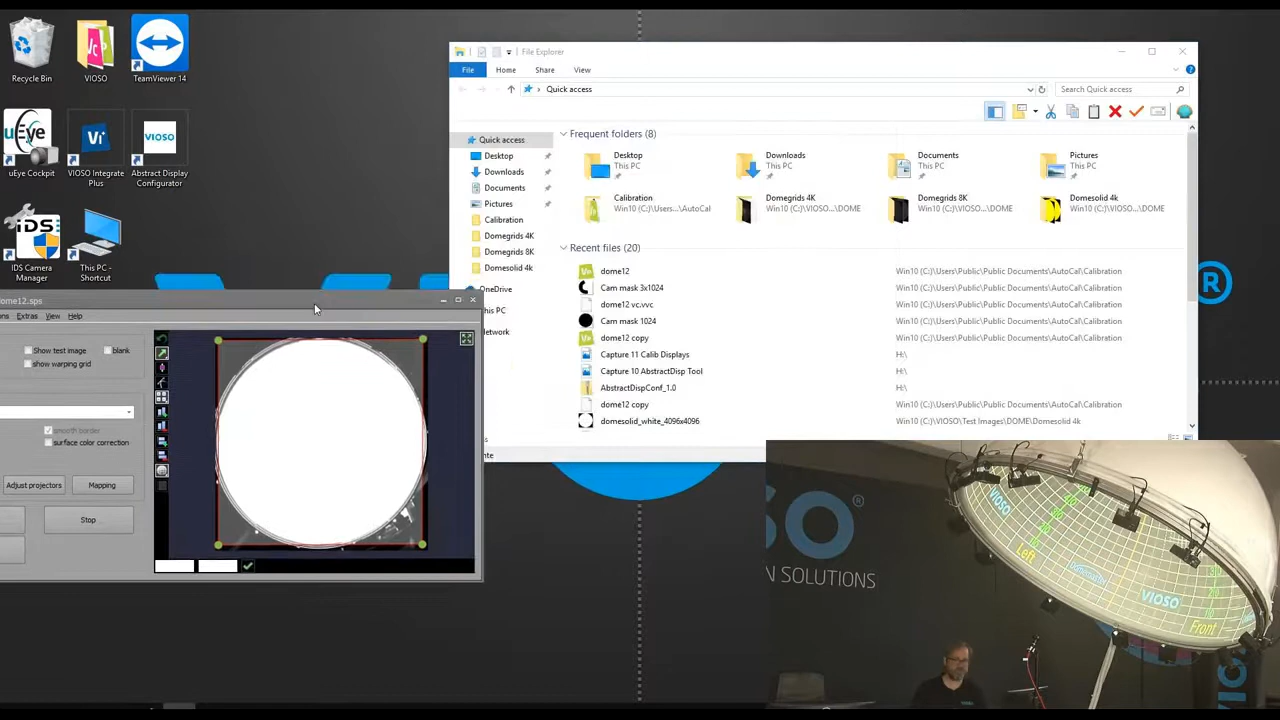 Recycle Bin
VIOSO
TeamViewer 14
uEye
uEye Cockpit
Vi+
VIOSO Integrate
Plus
VIOSO
Abstract Display
Configurator
IDS
IDS Camera
Manager
This PC -
Shortcut
File Explorer
File
Home
Share
View
Quick access
Search Quick access
Quick access
Desktop
Downloads
Documents
Pictures
Calibration
Domegrids 4K
Domegrids 8K
Domesolid 4k
OneDrive
Frequent folders (8)
Desktop
This PC
Downloads
This PC
Documents
This PC
Pictures
This PC
Calibration
Win10 (C:)\Users...\AutoCal
Domegrids 4K
Win10 (C:)\VIOSO...\DOME
Domegrids 8K
Win10 (C:)\VIOSO...\DOME
Domesolid 4k
Win10 (C:)\VIOSO...\DOME
Recent files (20)
dome12 Win10 (C:)\Users\Public\Public Documents\AutoCal\Calibration
Cam mask 3x1024 Win10 (C:)\Users\Public\Public Documents\AutoCal\Calibration
dome12 vc.vvc Win10 (C:)\Users\Public\Public Documents\AutoCal\Calibration
Cam mask 1024 Win10 (C:)\Users\Public\Public Documents\AutoCal\Calibration
dome12 copy Win10 (C:)\Users\Public\Public Documents\AutoCal\Calibration
Capture 11 Calib Displays H:\
Capture 10 AbstractDisp Tool H:\
AbstractDispConf_1.0 H:\
dome12 copy Win10 (C:)\Users\Public\Public Documents\AutoCal\Calibration
domesolid_white_4096x4096 Win10 (C:)\VIOSO\Test Images\DOME\Domesolid 4k
®
dome12.sps
ons Extras View Help
Show test image
blank
show warping grid
smooth border
surface color correction
Adjust projectors
Mapping
Stop
®
N SOLUTIONS
VIOSO
Left
Domemaster
VIOSO
Front